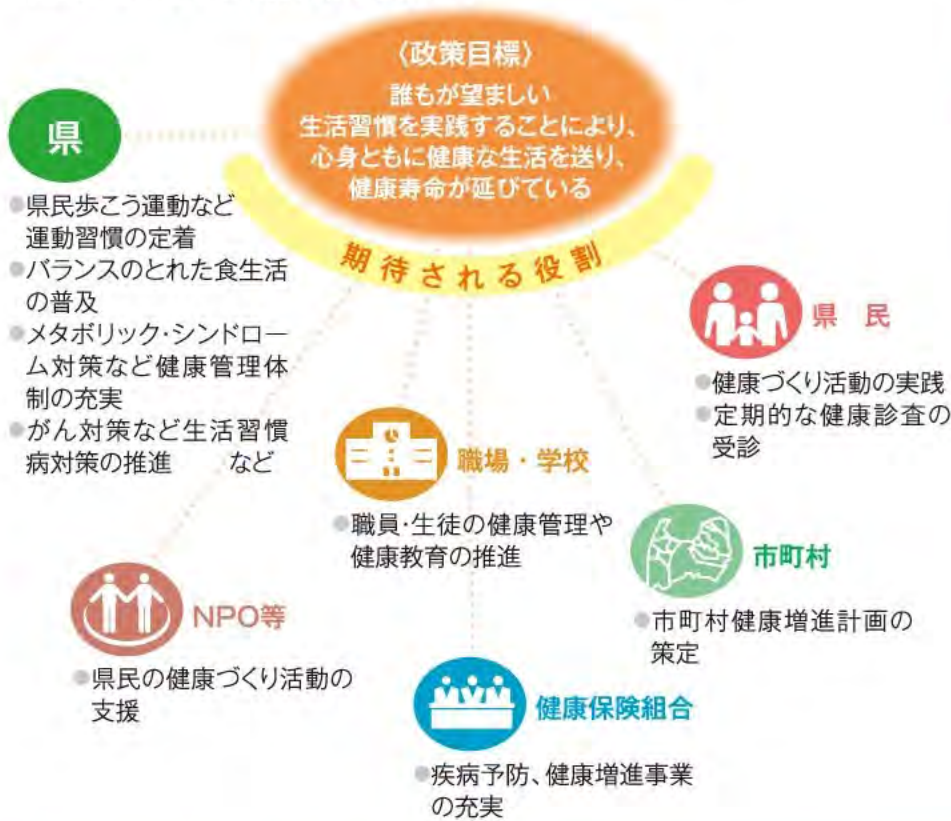 〈政策目標〉
誰もが望ましい
生活習慣を実践することにより、
心身ともに健康な生活を送り、
健康寿命が延びている
期待される役割
県
●県民歩こう運動など
運動習慣の定着
●バランスのとれた食生活
の普及
●メタボリック・シンドロー
ム対策など健康管理体
制の充実
●がん対策など生活習慣
病対策の推進　など
県　民
●健康づくり活動の実践
●定期的な健康診査の
受診
職場・学校
●職員・生徒の健康管理や
健康教育の推進
市町村
●市町村健康増進計画の
策定
NPO等
●県民の健康づくり活動の
支援
健康保険組合
●疾病予防、健康増進事業
の充実